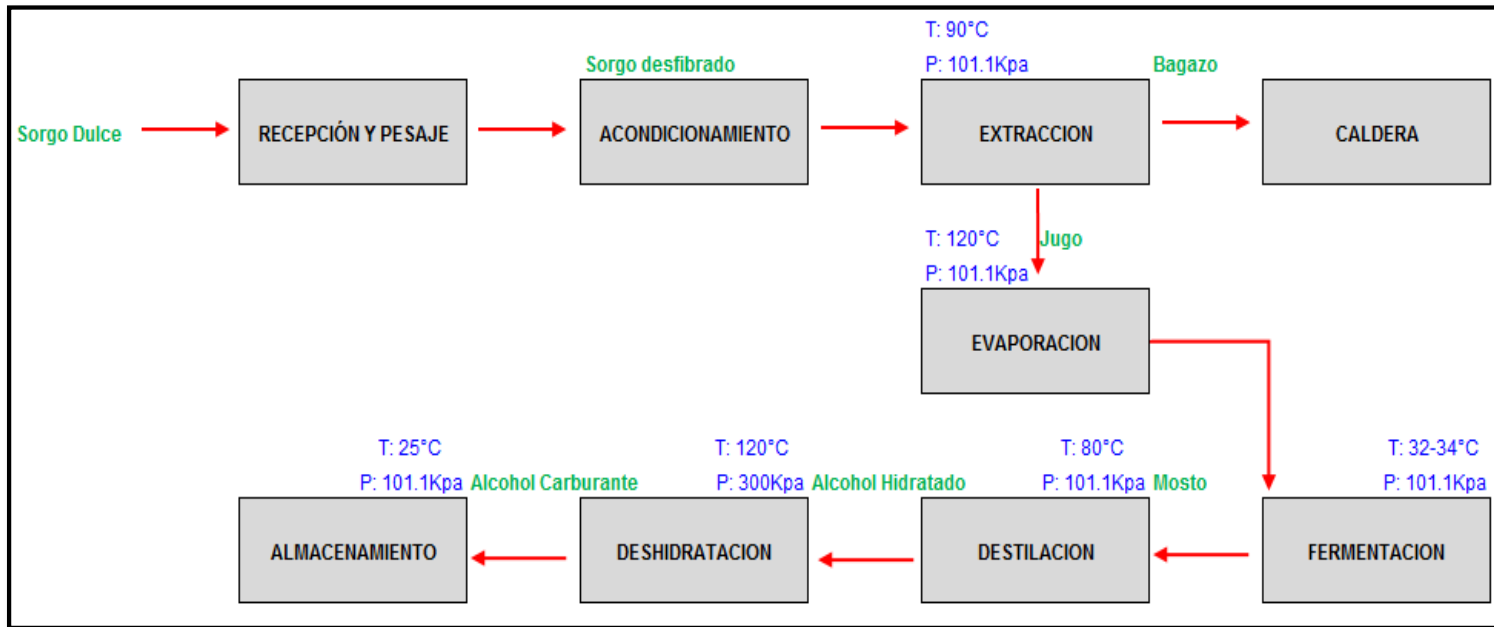 T: 90°C
P: 101.1Kpa
Sorgo desfibrado
Bagazo
Sorgo Dulce
RECEPCIÓN Y PESAJE
ACONDICIONAMIENTO
EXTRACCION
CALDERA
T: 120°C
Jugo
P: 101.1Kpa
EVAPORACION
T: 25°C
T: 120°C
T: 80°C
T: 32-34°C
P: 101.1Kpa
Alcohol Carburante
P: 300Kpa
Alcohol Hidratado
P: 101.1Kpa
Mosto
P: 101.1Kpa
ALMACENAMIENTO
DESHIDRATACION
DESTILACION
FERMENTACION